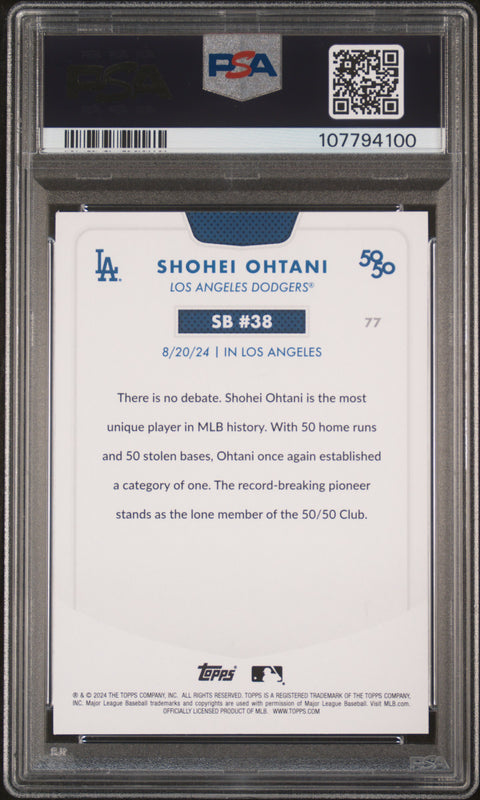 PSA
PSA
107794100
LA
SHOHEI OHTANI
50 50
LOS ANGELES DODGERS®
SB #38
77
8/20/24 | IN LOS ANGELES
There is no debate. Shohei Ohtani is the most
unique player in MLB history. With 50 home runs
and 50 stolen bases, Ohtani once again established
a category of one. The record-breaking pioneer
stands as the lone member of the 50/50 Club.
Topps
® & © 2024 THE TOPPS COMPANY, INC. ALL RIGHTS RESERVED. TOPPS IS A REGISTERED TRADEMARK OF THE TOPPS COMPANY,
INC. Major League Baseball trademarks and copyrights are used with permission of Major League Baseball. Visit MLB.com.
OFFICIALLY LICENSED PRODUCT OF MLB. WWW.TOPPS.COM
PSA